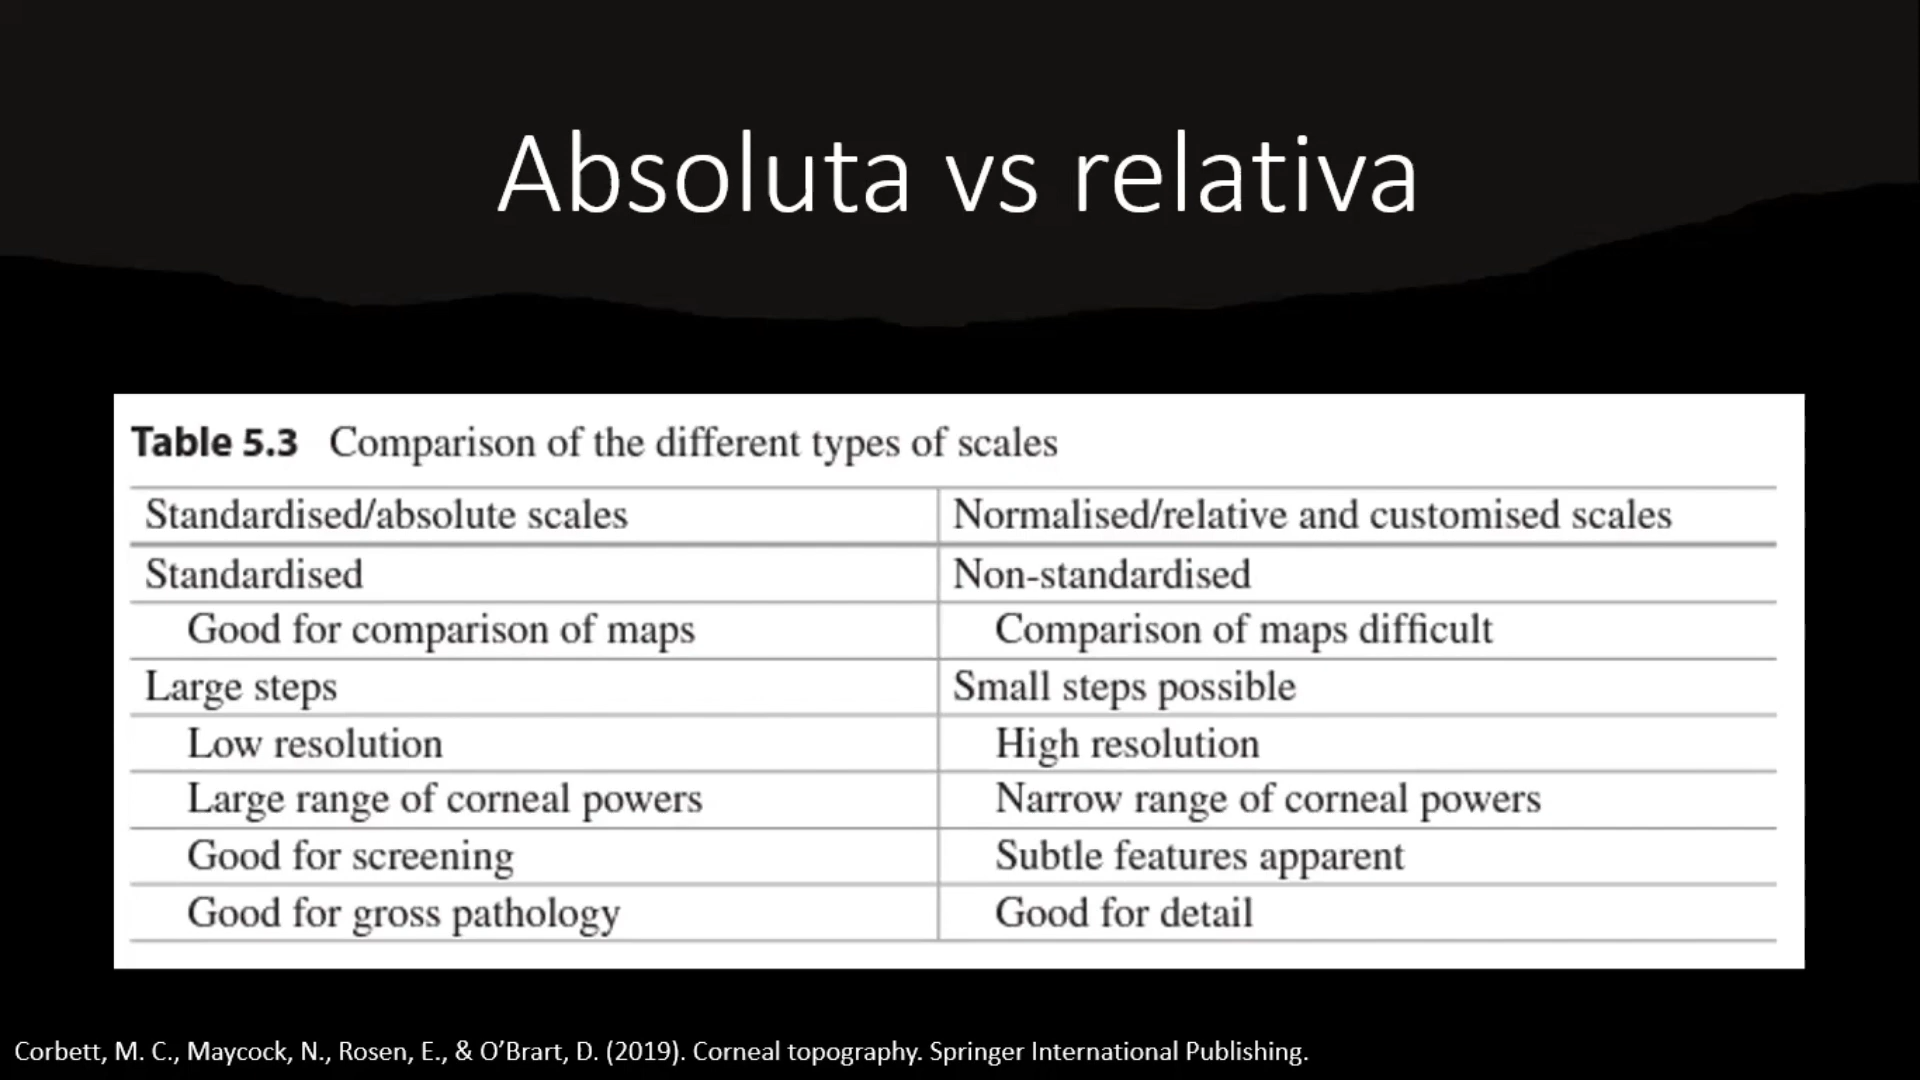 Absoluta vs relativa
Table 5.3 Comparison of the different types of scales
Standardised/absolute scales Normalised/relative and customised scales
Standardised Non-standardised
Good for comparison of maps Comparison of maps difficult
Large steps Small steps possible
Low resolution High resolution
Large range of corneal powers Narrow range of corneal powers
Good for screening Subtle features apparent
Good for gross pathology Good for detail
Corbett, M. C., Maycock, N., Rosen, E., & O’Brart, D. (2019). Corneal topography. Springer International Publishing.